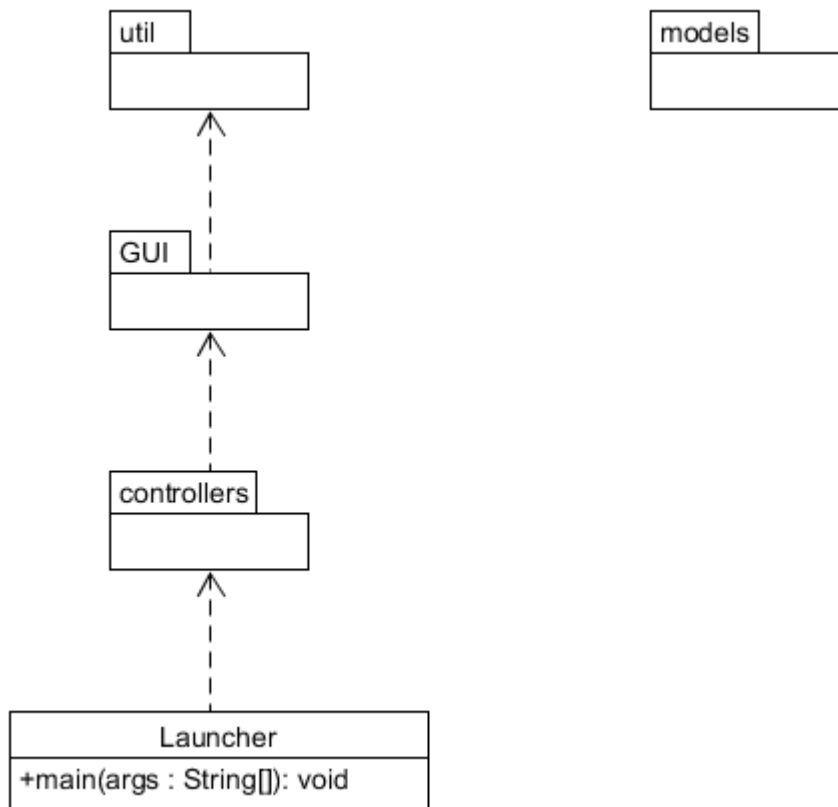 util
models
GUI
controllers
Launcher
+main(args : String[]): void